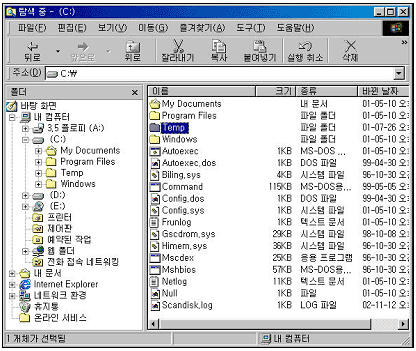 탐색 중 - (C:)
파일(F) 편집(E) 보기(V) 이동(G) 즐겨찾기(A) 도구(T) 도움말(H)
뒤로 앞으로 위로 잘라내기 복사 붙여넣기 실행 취소 삭제
주소(D) C:₩
폴더
바탕 화면
내 컴퓨터
3,5 플로피 (A:)
(C:)
My Documents
Program Files
Temp
Windows
(D:)
(E:)
프린터
제어판
예약된 작업
웹 폴더
전화 접속 네트워킹
내 문서
Internet Explorer
네트워크 환경
휴지통
온라인 서비스
이름 크기 종류 바뀐 날짜
My Documents 내 문서 01-05-10 오
Program Files 파일 폴더 01-05-10 오
Temp 파일 폴더 01-07-26 오
Windows 파일 폴더 01-05-10 오
Autoexec 1KB MS-DOS ... 01-05-10 오
Autoexec,dos 1KB DOS 파일 99-04-30 오
Biling,sys 4KB 시스템 파일 96-10-30 오
Command 115KB MS-DOS용... 99-05-05 오
Config,dos 1KB DOS 파일 99-04-30 오
Config,sys 1KB 시스템 파일 01-05-10 오
Frunlog 1KB 텍스트 문서 01-05-10 오
Gscdrom,sys 29KB 시스템 파일 98-08-13 오
Himem,sys 36KB 시스템 파일 96-10-30 오
Mscdex 25KB 응용 프로그램 96-10-30 오
Mshbios 57KB MS-DOS용... 96-10-30 오
Netlog 11KB 텍스트 문서 01-05-10 오
Null 1KB 파일 01-05-10 오
Scandisk,log 1KB LOG 파일 02-11-13 오
1 개체가 선택됨 내 컴퓨터